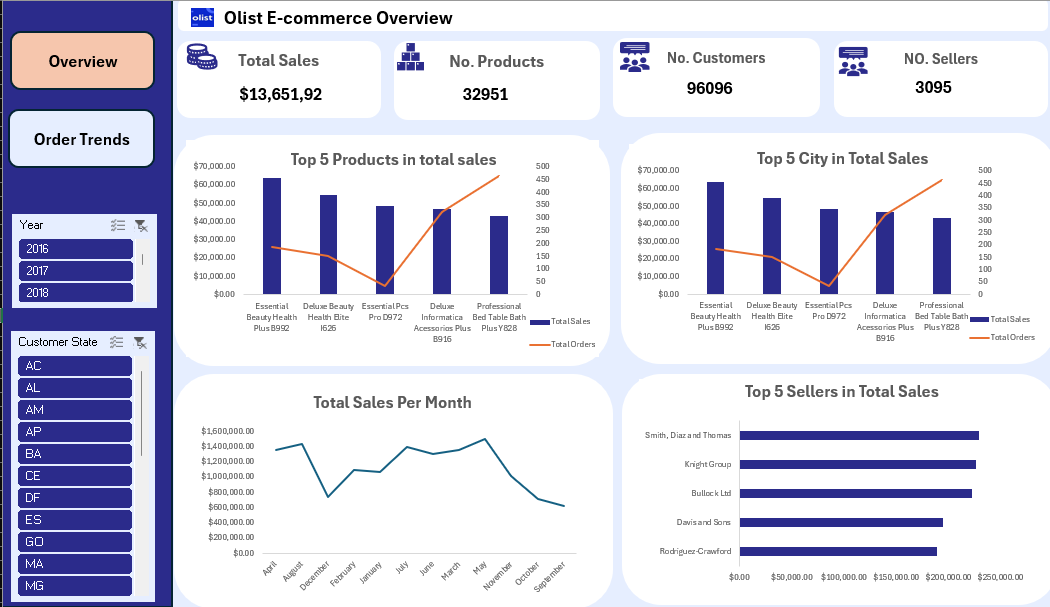 olist
Olist E-commerce Overview
Overview
Order Trends
Total Sales
$13,651,92
No. Products
32951
No. Customers
96096
NO. Sellers
3095
Year
2016
2017
2018
Customer State
AC
AL
AM
AP
BA
CE
DF
ES
GO
MA
MG
Top 5 Products in total sales
$70,000.00
$60,000.00
$50,000.00
$40,000.00
$30,000.00
$20,000.00
$10,000.00
$0.00
500
450
400
350
300
250
200
150
100
50
0
Essential
Beauty Health
Plus B992
Deluxe Beauty
Health Elite
I626
Essential Pcs
Pro D972
Deluxe
Informatica
Acessorios Plus
B916
Professional
Bed Table Bath
Plus Y828
Total Sales
Total Orders
Top 5 City in Total Sales
$70,000.00
$60,000.00
$50,000.00
$40,000.00
$30,000.00
$20,000.00
$10,000.00
$0.00
500
450
400
350
300
250
200
150
100
50
0
Essential
Beauty Health
Plus B992
Deluxe Beauty
Health Elite
I626
Essential Pcs
Pro D972
Deluxe
Informatica
Acessorios Plus
B916
Professional
Bed Table Bath
Plus Y828
Total Sales
Total Orders
Total Sales Per Month
$1,600,000.00
$1,400,000.00
$1,200,000.00
$1,000,000.00
$800,000.00
$600,000.00
$400,000.00
$200,000.00
$0.00
April
August
December
February
January
July
June
March
May
November
October
September
Top 5 Sellers in Total Sales
Smith, Diaz and Thomas
Knight Group
Bullock Ltd
Davis and Sons
Rodriguez-Crawford
$0.00
$50,000.00
$100,000.00
$150,000.00
$200,000.00
$250,000.00